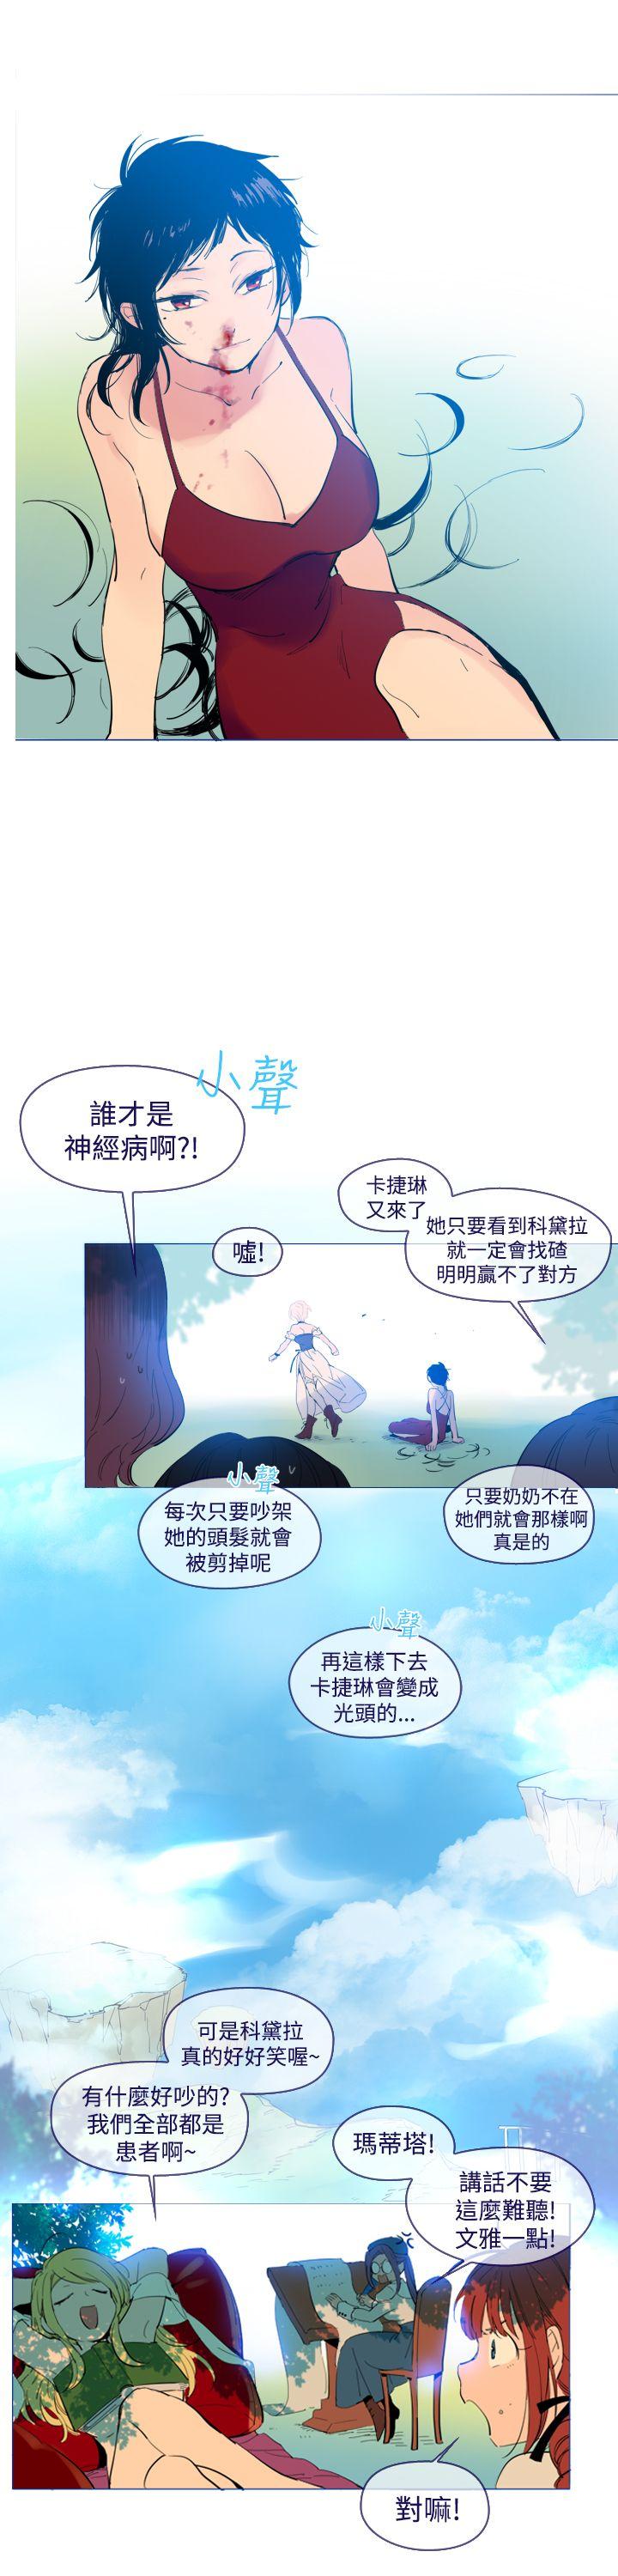 小聲
誰才是
神經病啊?!
卡捷琳
又來了
她只要看到科黛拉
就一定會找碴
明明贏不了對方
噓!
小聲
每次只要吵架
她的頭髮就會
被剪掉呢
只要奶奶不在
她們就會那樣啊
真是的
小聲
再這樣下去
卡捷琳會變成
光頭的...
可是科黛拉
真的好好笑喔~
有什麼好吵的?
我們全部都是
患者啊~
瑪蒂塔!
講話不要
這麼難聽!
文雅一點!
對嘛!